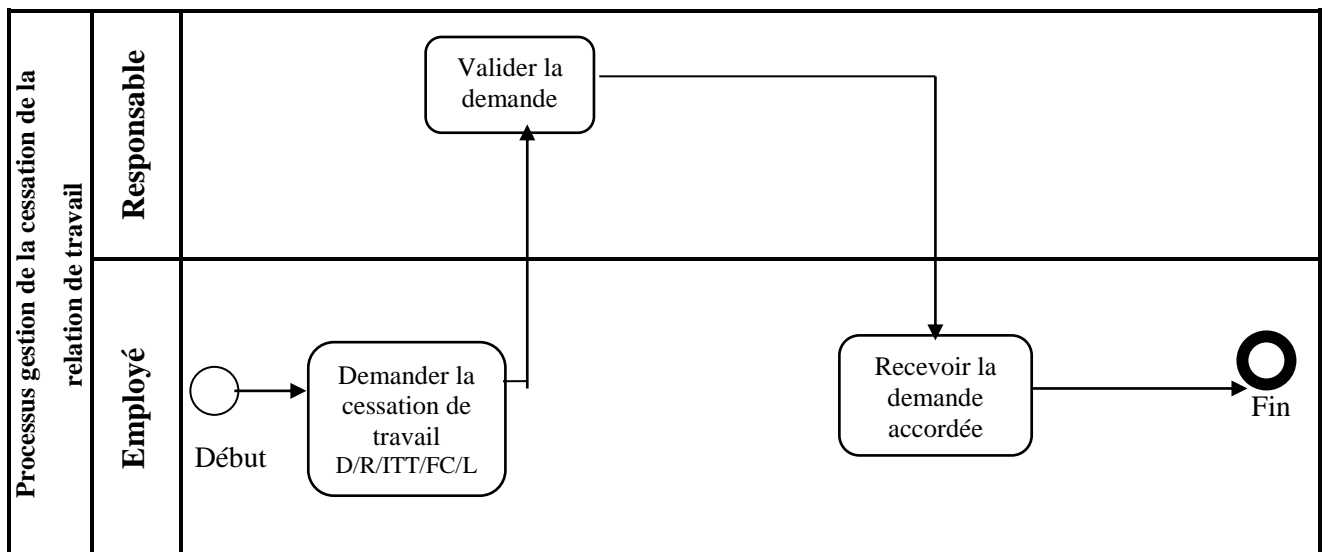 Processus gestion de la cessation de la
relation de travail
Responsable
Valider la
demande
Employé
Début
Demander la
cessation de
travail
D/R/ITT/FC/L
Recevoir la
demande
accordée
Fin